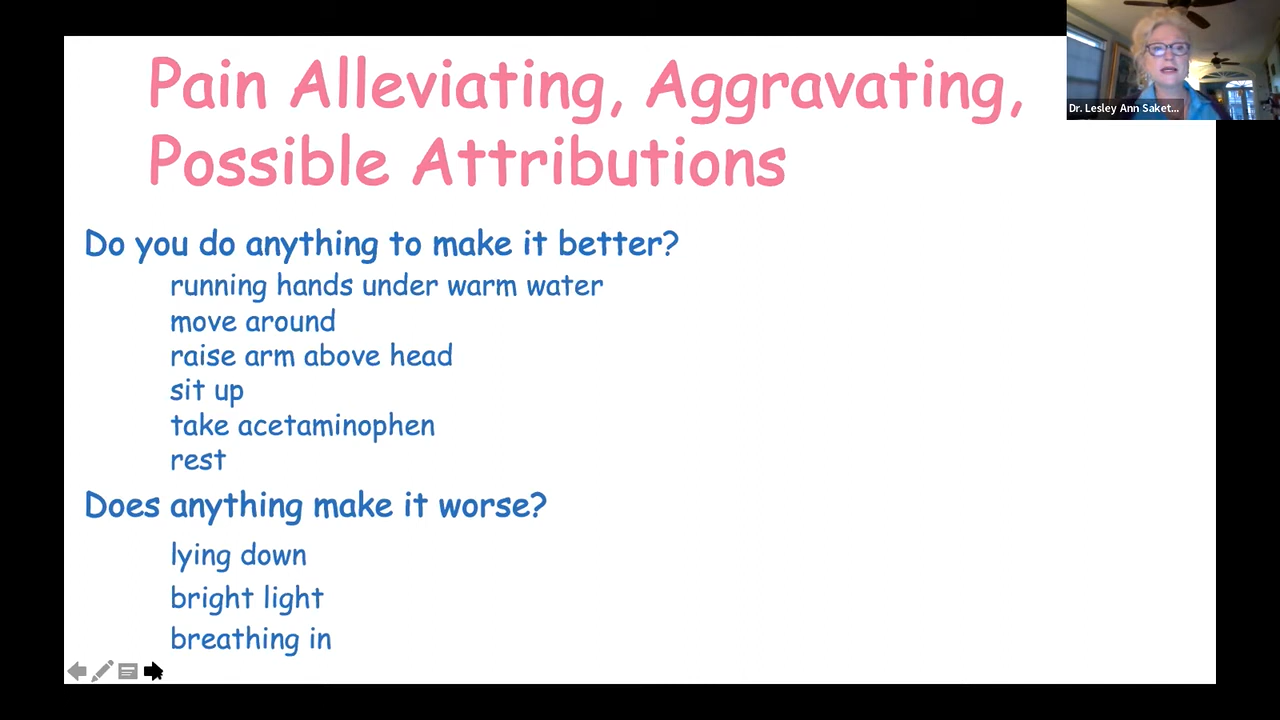 Pain Alleviating, Aggravating,
Possible Attributions
Dr. Lesley Ann Saket...
Do you do anything to make it better?
running hands under warm water
move around
raise arm above head
sit up
take acetaminophen
rest
Does anything make it worse?
lying down
bright light
breathing in